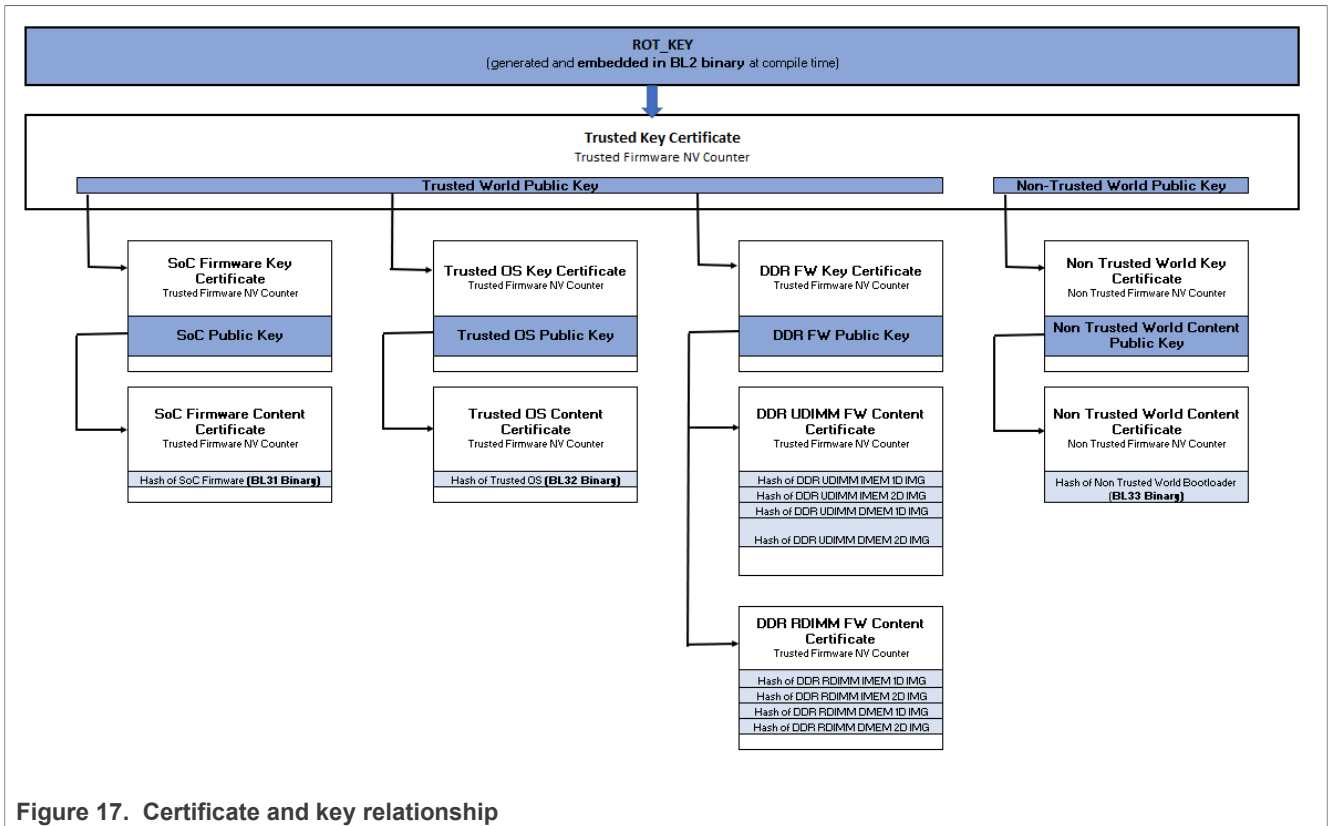 ROT_KEY
(generated and embedded in BL2 binary at compile time)
Trusted Key Certificate
Trusted Firmware NV Counter
Trusted World Public Key
Non-Trusted World Public Key
SoC Firmware Key
Certificate
Trusted Firmware NV Counter
SoC Public Key
SoC Firmware Content
Certificate
Trusted Firmware NV Counter
Hash of SoC Firmware (BL31 Binary)
Trusted OS Key Certificate
Trusted Firmware NV Counter
Trusted OS Public Key
Trusted OS Content
Certificate
Trusted Firmware NV Counter
Hash of Trusted OS (BL32 Binary)
DDR FW Key Certificate
Trusted Firmware NV Counter
DDR FW Public Key
DDR UDIMM FW Content
Certificate
Trusted Firmware NV Counter
Hash of DDR UDIMM IMEM 1D IMG
Hash of DDR UDIMM IMEM 2D IMG
Hash of DDR UDIMM DMEM 1D IMG
Hash of DDR UDIMM DMEM 2D IMG
DDR RDIMM FW Content
Certificate
Trusted Firmware NV Counter
Hash of DDR RDIMM IMEM 1D IMG
Hash of DDR RDIMM IMEM 2D IMG
Hash of DDR RDIMM DMEM 1D IMG
Hash of DDR RDIMM DMEM 2D IMG
Non Trusted World Key
Certificate
Non Trusted Firmware NV Counter
Non Trusted World Content
Public Key
Non Trusted World Content
Certificate
Non Trusted Firmware NV Counter
Hash of Non Trusted World Bootloader
(BL33 Binary)
Figure 17. Certificate and key relationship